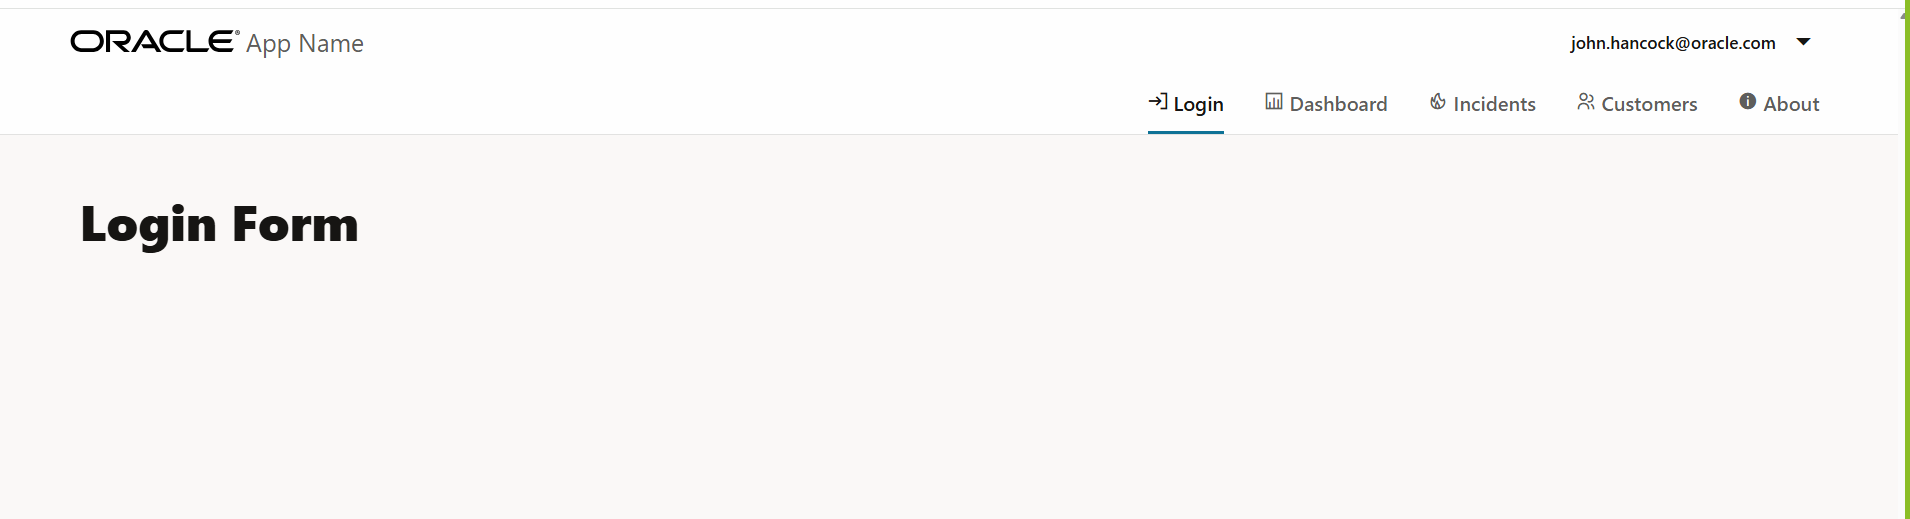 ORACLE® App Name
john.hancock@oracle.com
Login Dashboard Incidents Customers About
Login Form